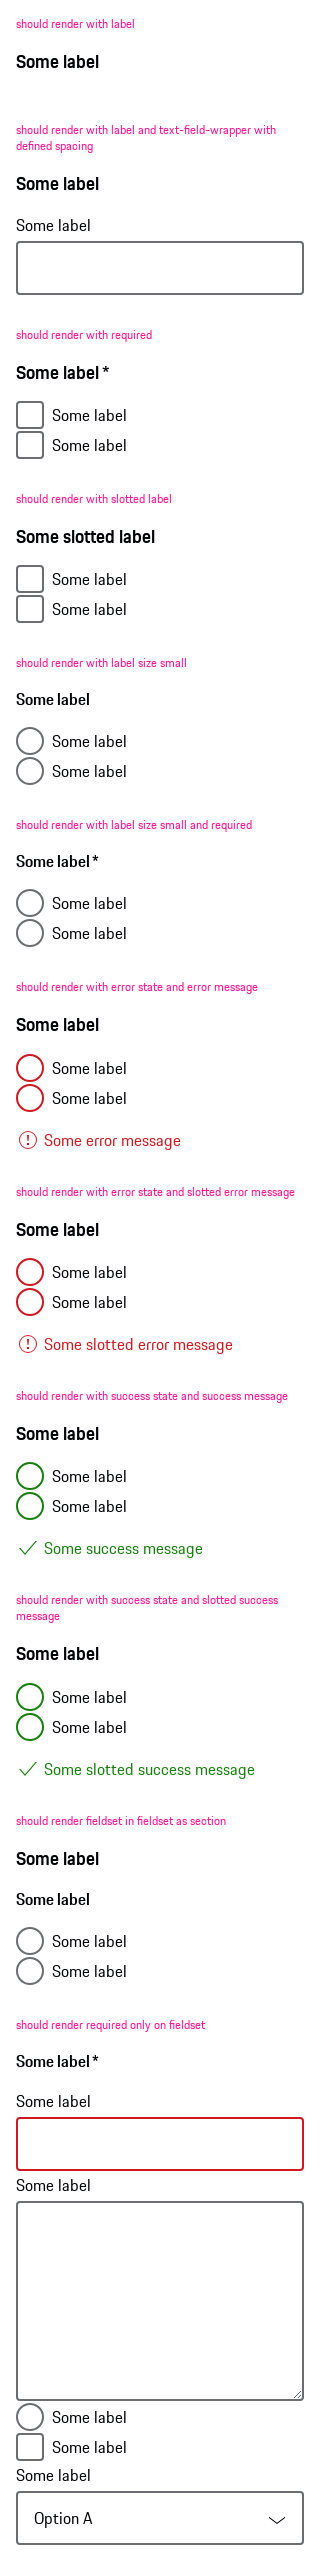 should render with label
Some label
should render with label and text-field-wrapper with
defined spacing
Some label
Some label
should render with required
Some label *
Some label
Some label
should render with slotted label
Some slotted label
Some label
Some label
should render with label size small
Some label
Some label
Some label
should render with label size small and required
Some label *
Some label
Some label
should render with error state and error message
Some label
Some label
Some label
Some error message
should render with error state and slotted error message
Some label
Some label
Some label
Some slotted error message
should render with success state and success message
Some label
Some label
Some label
Some success message
should render with success state and slotted success
message
Some label
Some label
Some label
Some slotted success message
should render fieldset in fieldset as section
Some label
Some label
Some label
Some label
should render required only on fieldset
Some label *
Some label
Some label
Some label
Some label
Some label
Option A